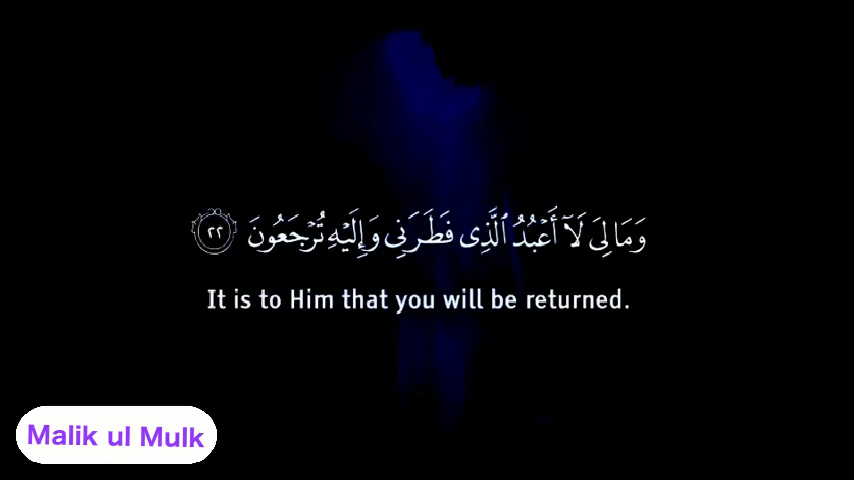 وَمَا لِىَ لَآ أَعْبُدُ ٱلَّذِى فَطَرَنِى وَإِلَيْهِ تُرْجَعُونَ ٢٢
It is to Him that you will be returned.
Malik ul Mulk